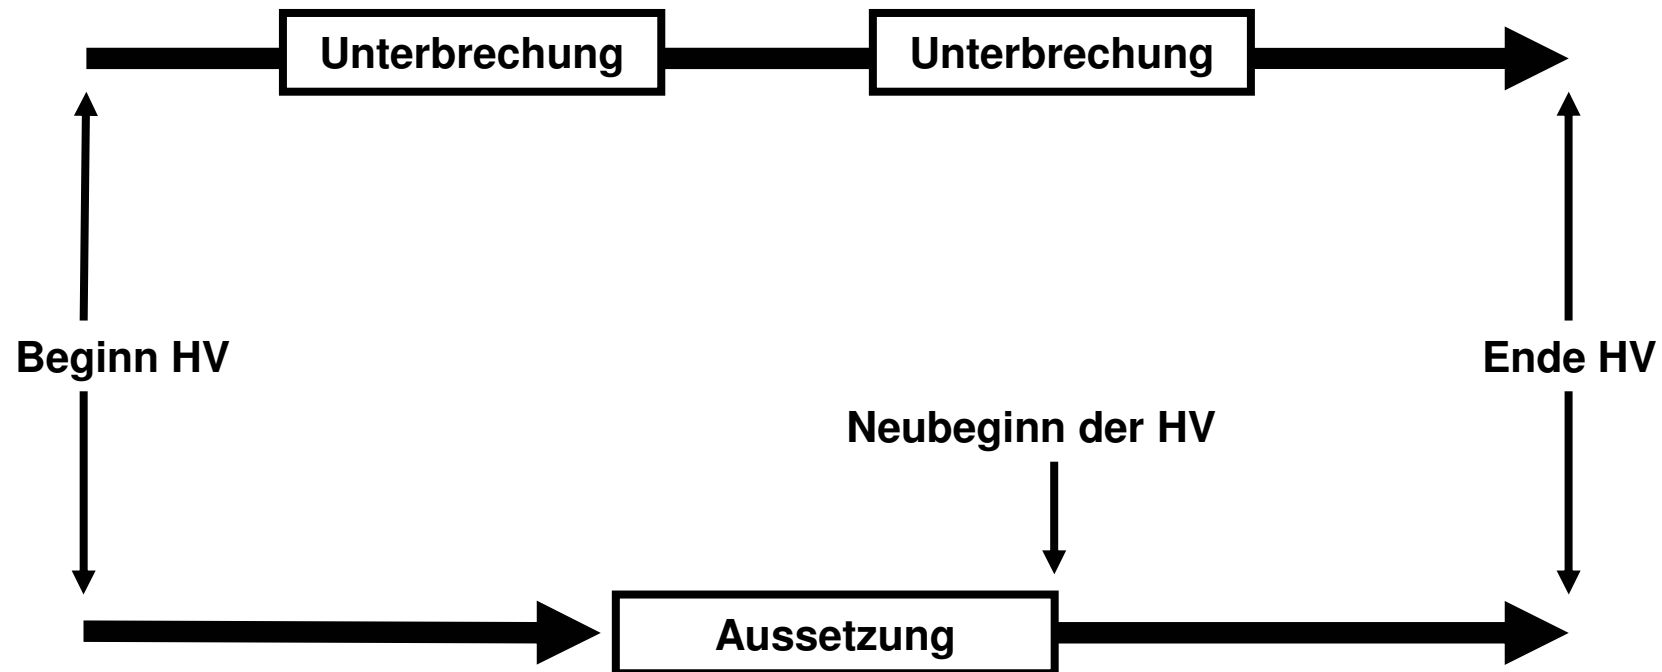 Unterbrechung
Unterbrechung
Beginn HV
Ende HV
Neubeginn der HV
Aussetzung